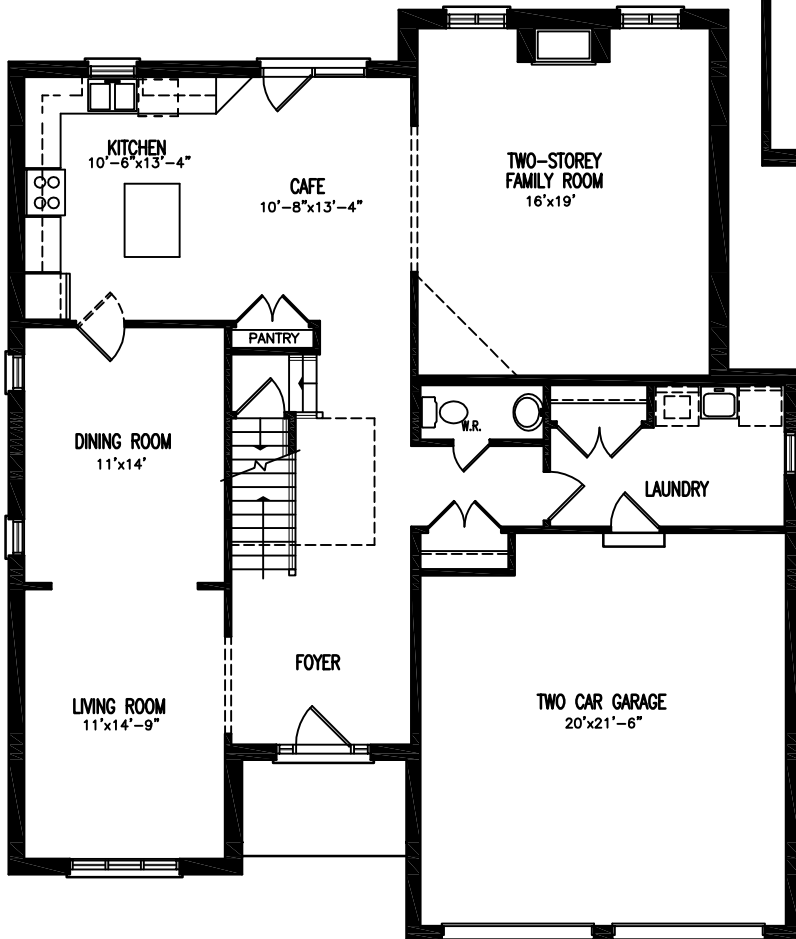 KITCHEN
10'-6"x13'-4"
CAFE
10'-8"x13'-4"
TWO-STOREY
FAMILY ROOM
16'x19'
PANTRY
W.R.
DINING ROOM
11'x14'
LAUNDRY
FOYER
LIVING ROOM
11'x14'-9"
TWO CAR GARAGE
20'x21'-6"